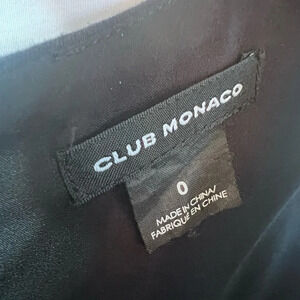 CLUB MONACO
0
MADE IN CHINA/
FABRIQUÉ EN CHINE